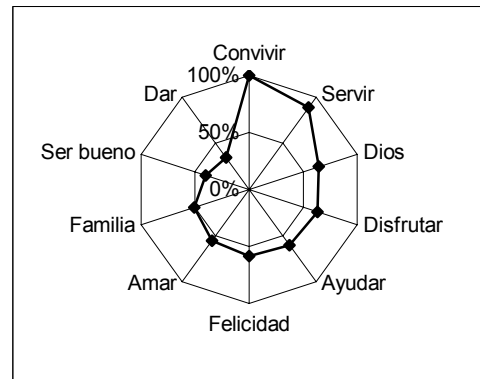 Convivir
100%
Dar
Servir
50%
Ser bueno
Dios
0%
Familia
Disfrutar
Amar
Ayudar
Felicidad